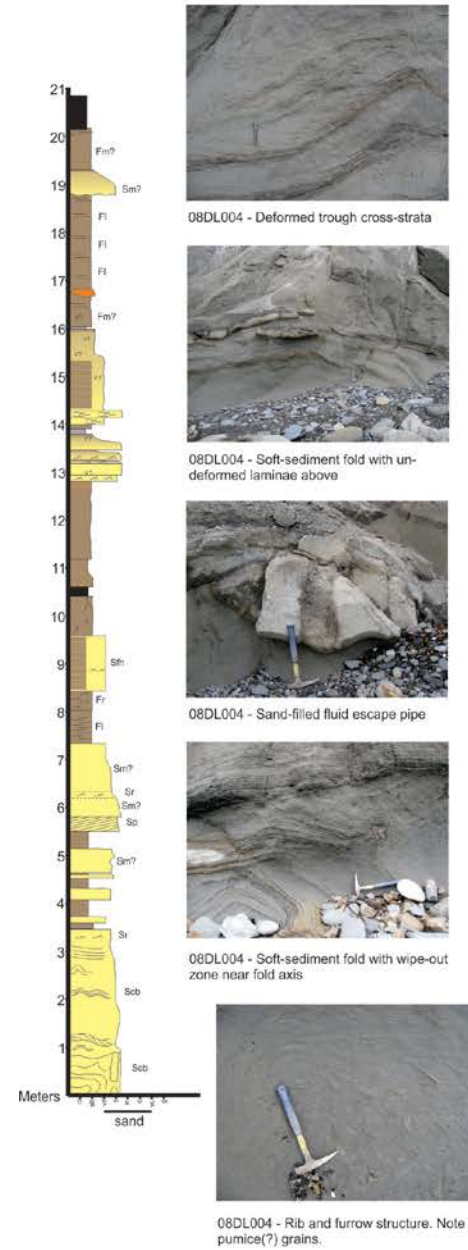 21
20
Fm?
19
Sm?
Fl
18
Fl
17
Fl
Fm?
16
15
14
13
12
11
10
9
Sfh
Fr
8
Fl
7
Sm?
Sr
6
Sm?
Sp
5
Sm?
4
Sr
3
2
Scb
1
Scb
Meters
sand
08DL004 - Deformed trough cross-strata
08DL004 - Soft-sediment fold with un-
deformed laminae above
08DL004 - Sand-filled fluid escape pipe
08DL004 - Soft-sediment fold with wipe-out
zone near fold axis
08DL004 - Rib and furrow structure. Note
pumice(?) grains.